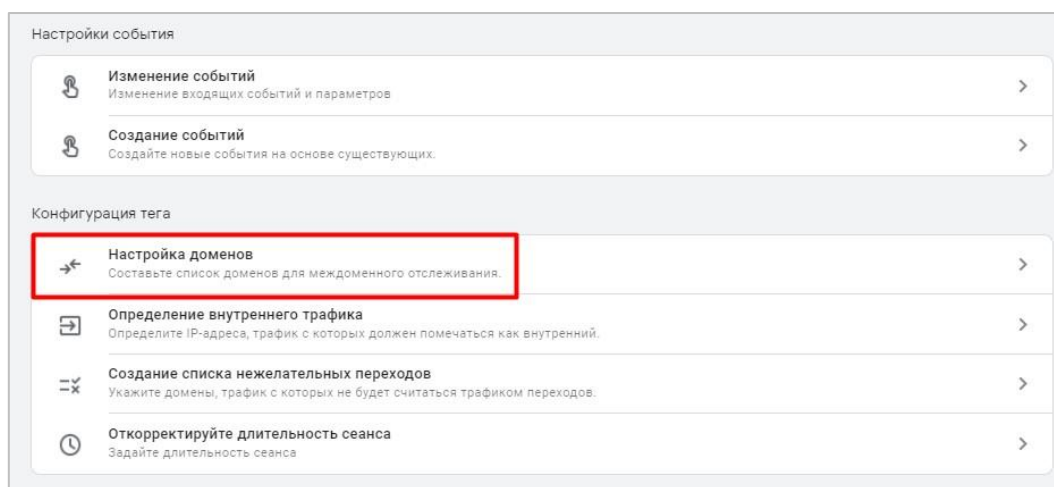 Настройки события
Изменение событий
Изменение входящих событий и параметров
Создание событий
Создайте новые события на основе существующих.
Конфигурация тега
Настройка доменов
Составьте список доменов для междоменного отслеживания.
Определение внутреннего трафика
Определите IP-адреса, трафик с которых должен помечаться как внутренний.
Создание списка нежелательных переходов
Укажите домены, трафик с которых не будет считаться трафиком переходов.
Откорректируйте длительность сеанса
Задайте длительность сеанса